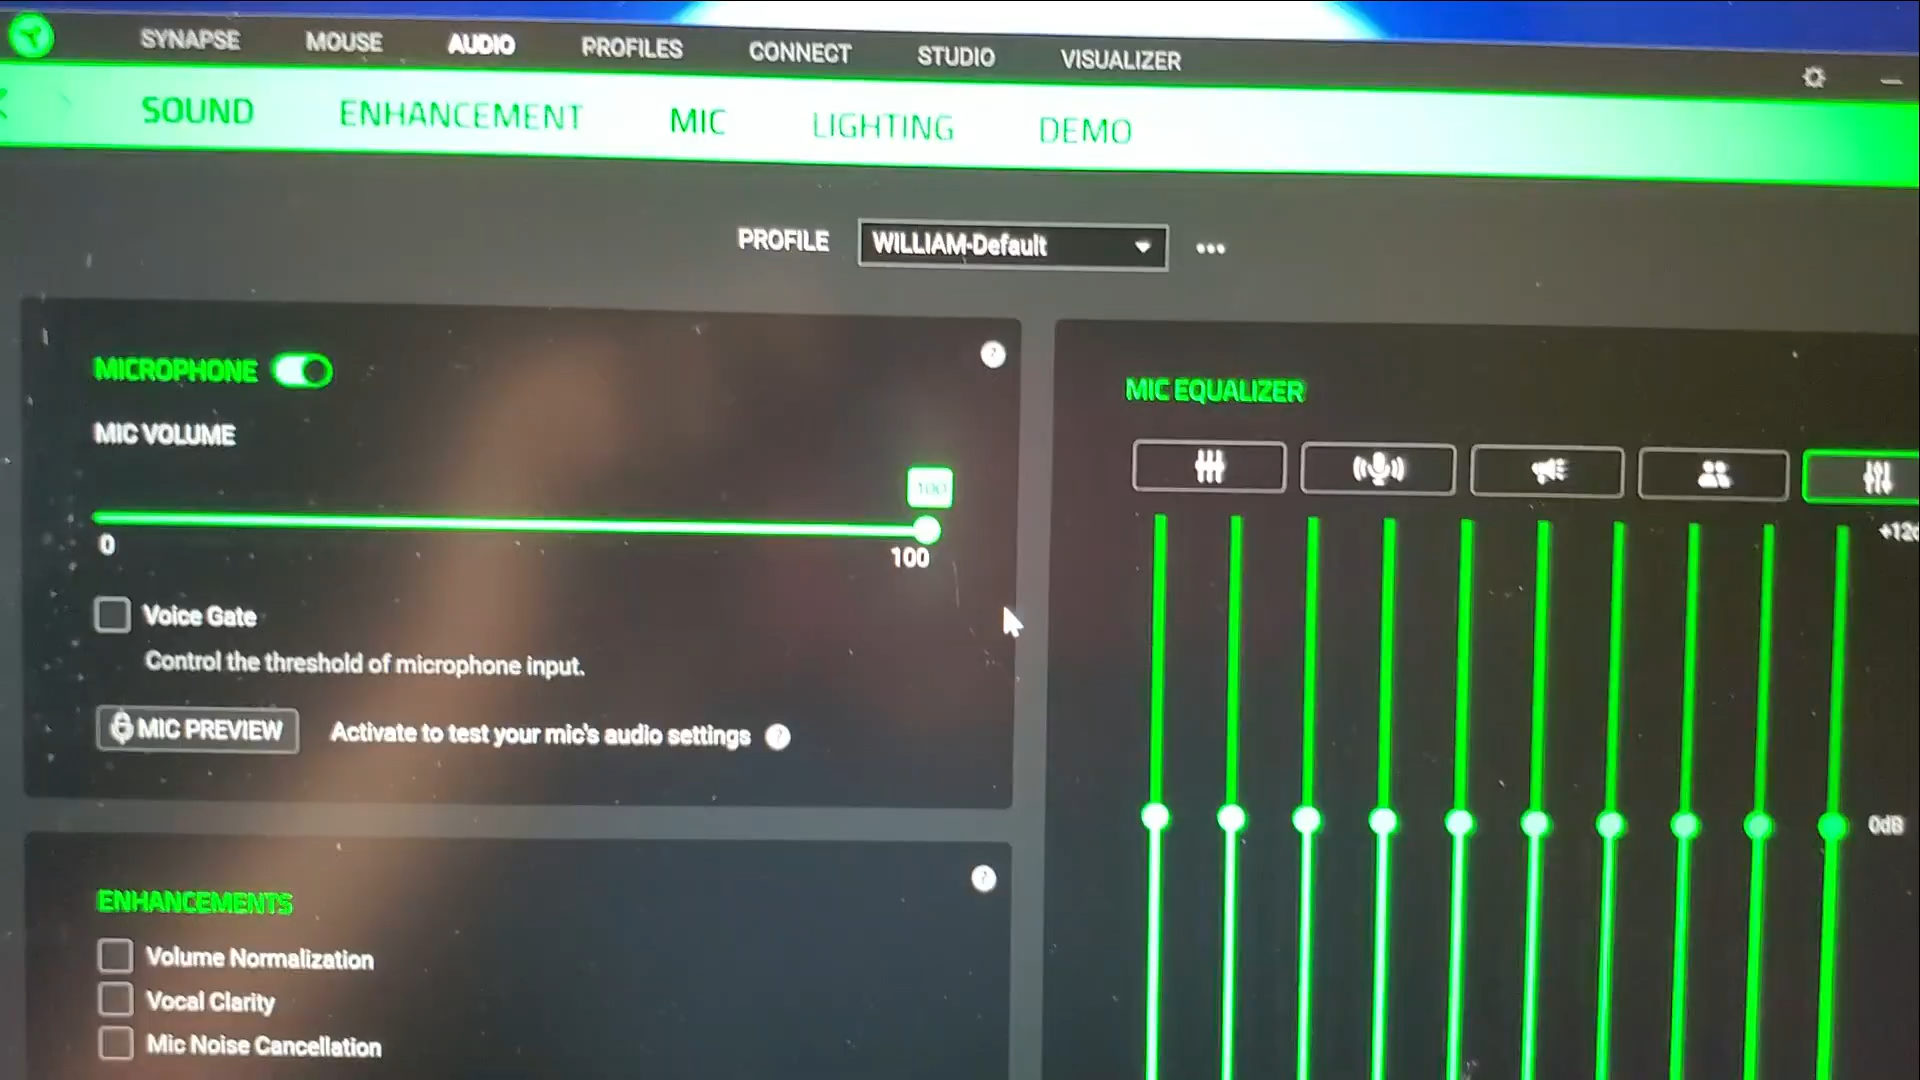 SYNAPSE MOUSE AUDIO PROFILES CONNECT STUDIO VISUALIZER
SOUND ENHANCEMENT MIC LIGHTING DEMO
PROFILE WILLIAM-Default
MICROPHONE
MIC VOLUME
100
0 100
Voice Gate
Control the threshold of microphone input.
MIC PREVIEW Activate to test your mic's audio settings ?
?
ENHANCEMENTS
?
Volume Normalization
Vocal Clarity
Mic Noise Cancellation
MIC EQUALIZER
+12
0dB